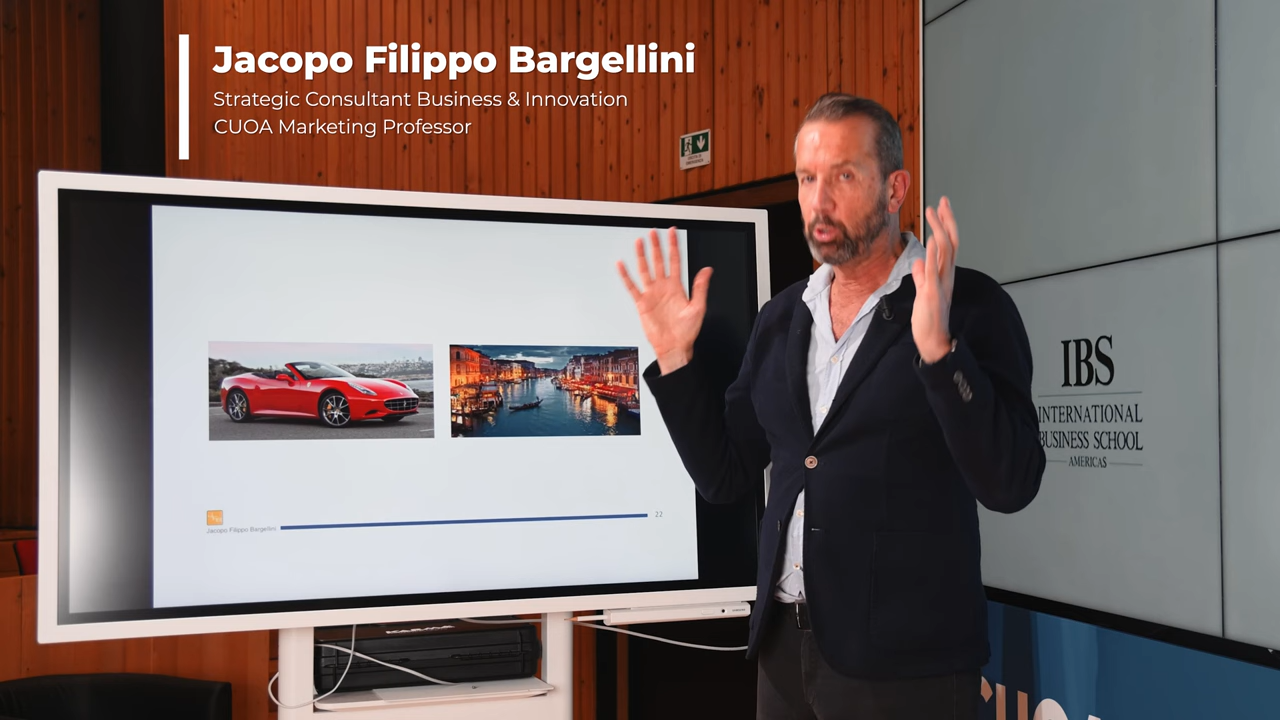 Jacopo Filippo Bargellini
Strategic Consultant Business & Innovation
CUOA Marketing Professor
Jacopo Filippo Bargellini
22
IBS
INTERNATIONAL
BUSINESS SCHOOL
AMERICAS
CUOA